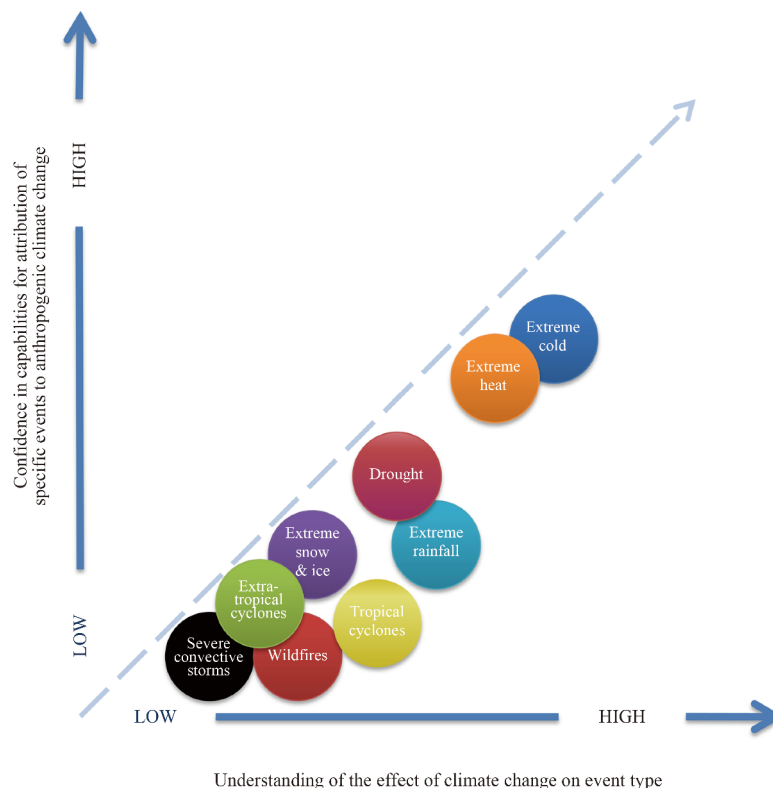 HIGH
Confidence in capabilities for attribution of
specific events to anthropogenic climate change
LOW
Extreme
cold
Extreme
heat
Drought
Extreme
rainfall
Extreme
snow
& ice
Extra-
tropical
cyclones
Tropical
cyclones
Severe
convective
storms
Wildfires
LOW
HIGH
Understanding of the effect of climate change on event type